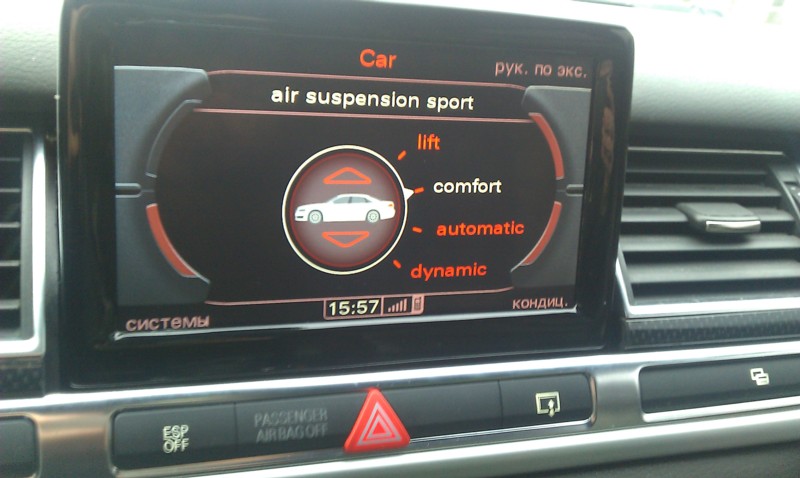 Car
рук. по экс.
air suspension sport
lift
comfort
automatic
dynamic
15:57
системы
кондиц.
ESP
OFF
PASSENGER
AIRBAG OFF